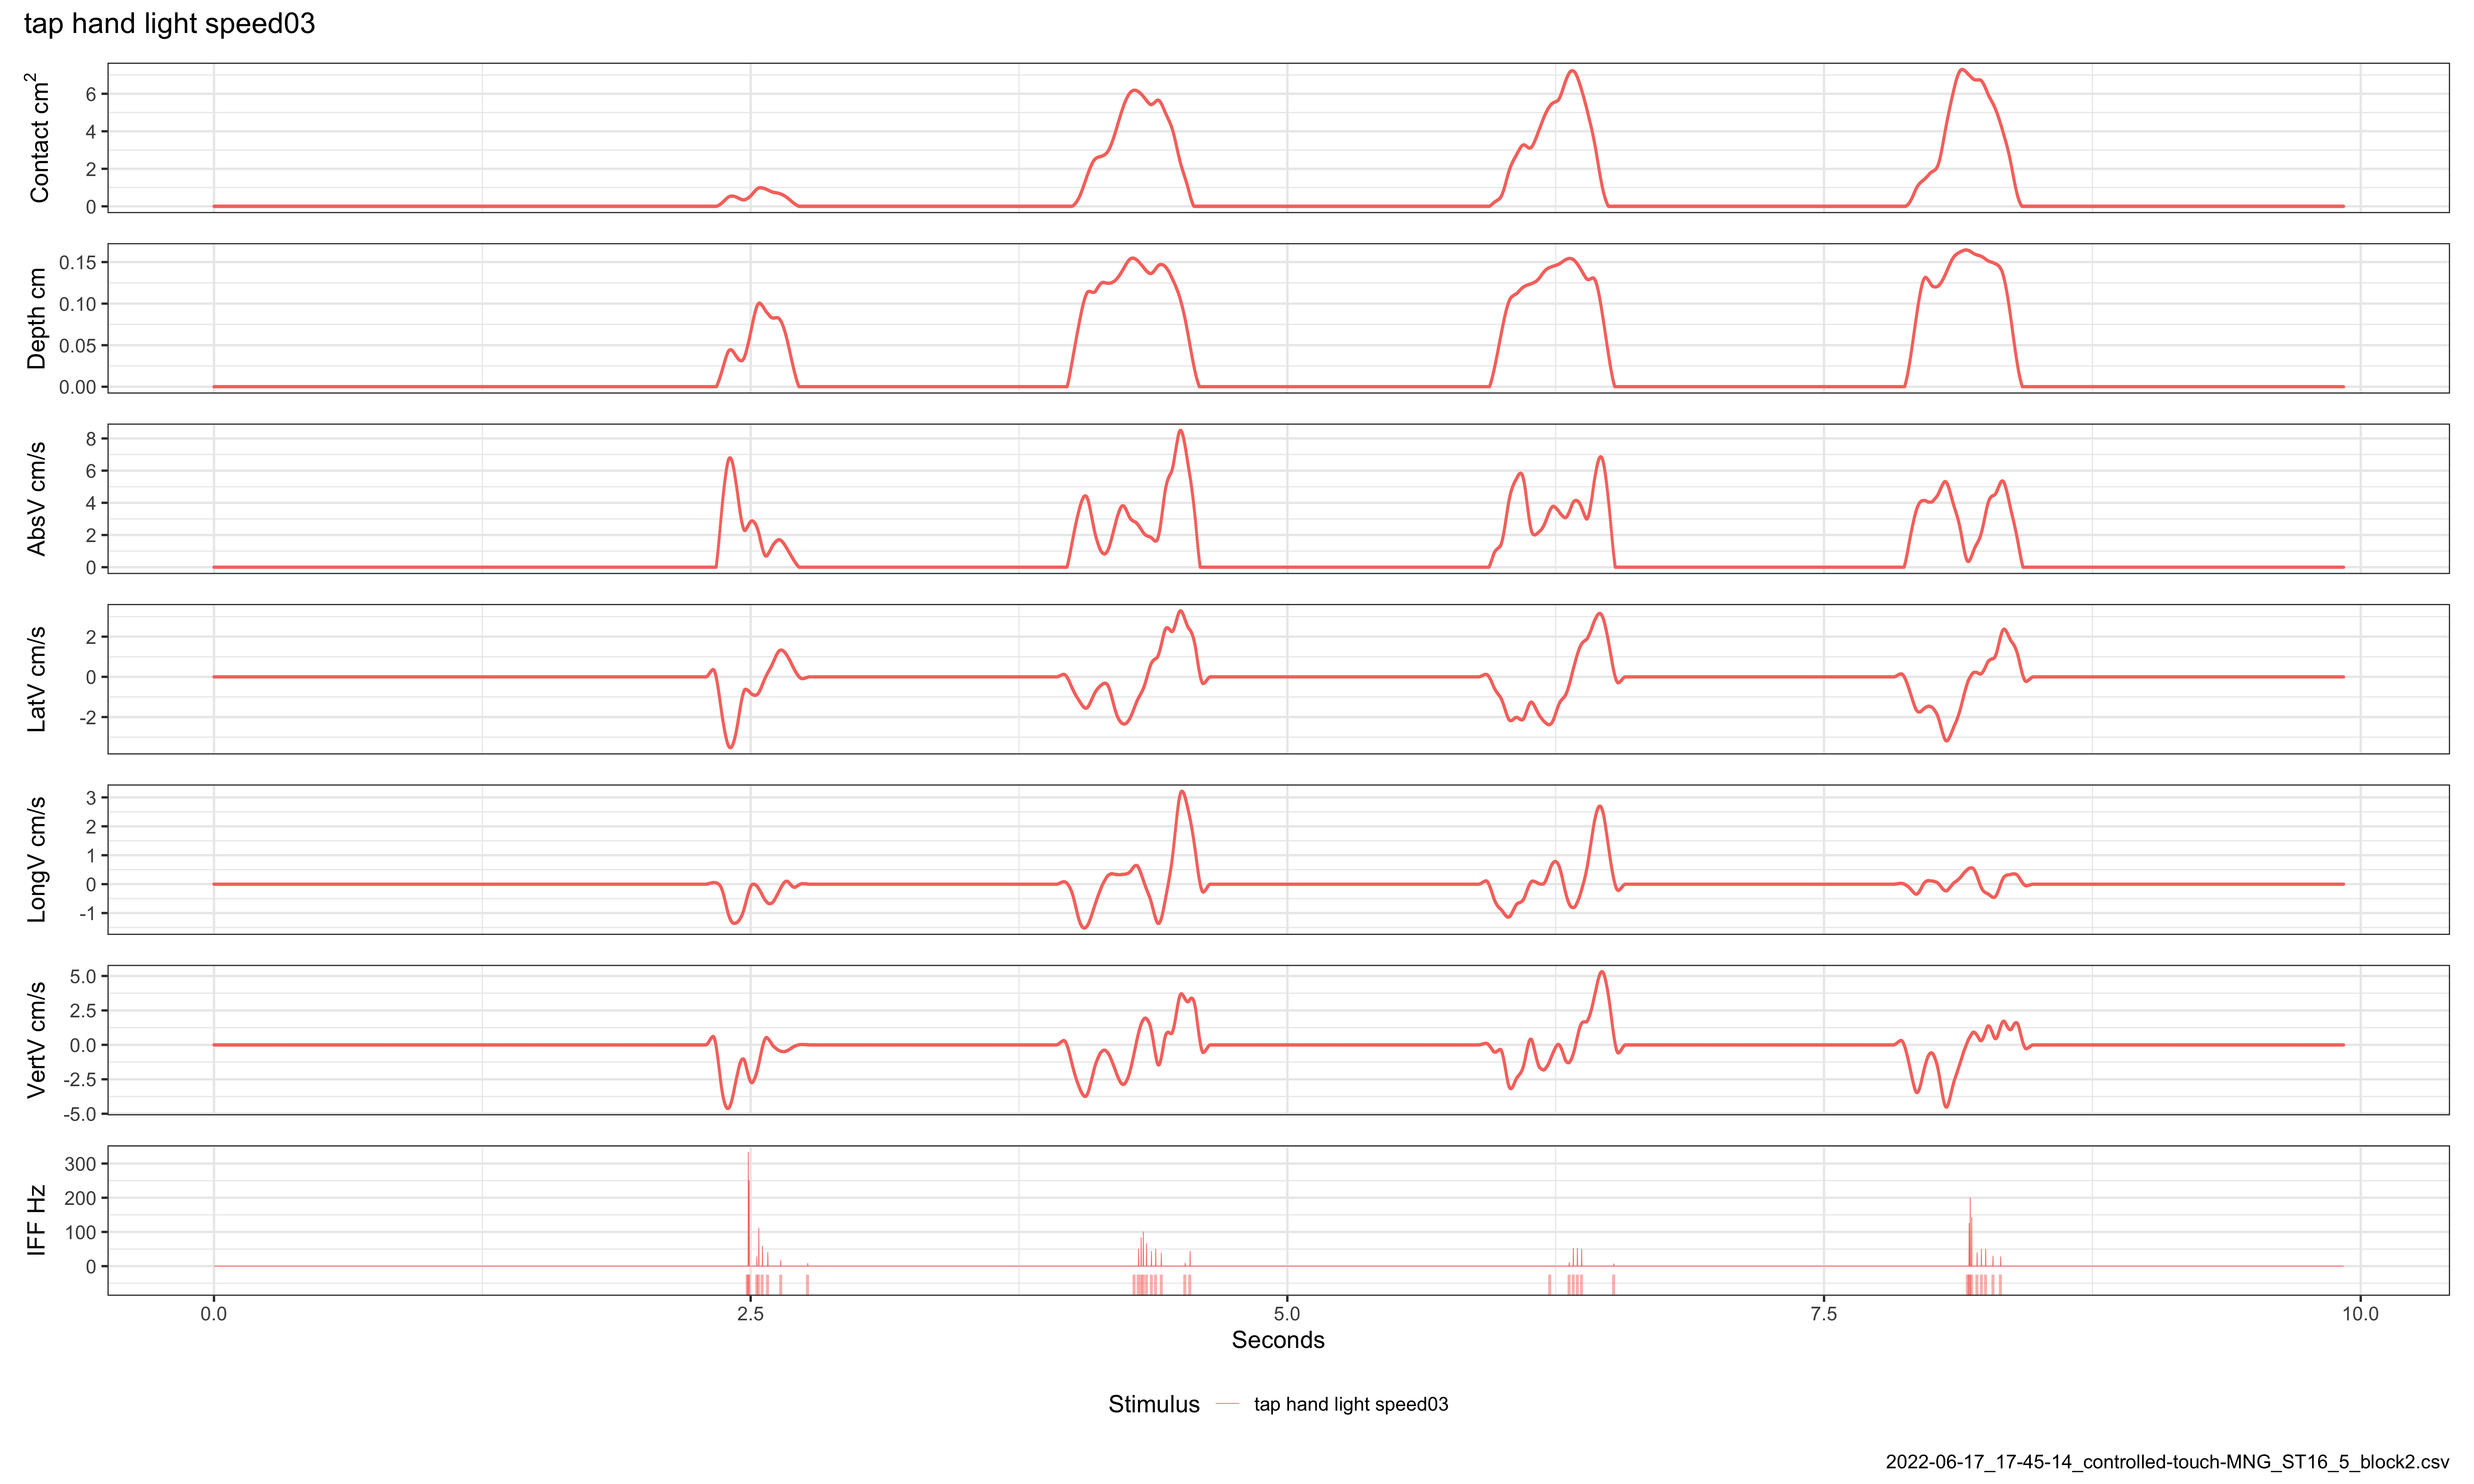 tap hand light speed03
Contact cm²
6
4
2
0
Depth cm
0.15
0.10
0.05
0.00
AbsV cm/s
8
6
4
2
0
LatV cm/s
2
0
-2
LongV cm/s
3
2
1
0
-1
VertV cm/s
5.0
2.5
0.0
-2.5
-5.0
IFF Hz
300
200
100
0
0.0 2.5 5.0 7.5 10.0
Seconds
Stimulus tap hand light speed03
2022-06-17_17-45-14_controlled-touch-MNG_ST16_5_block2.csv